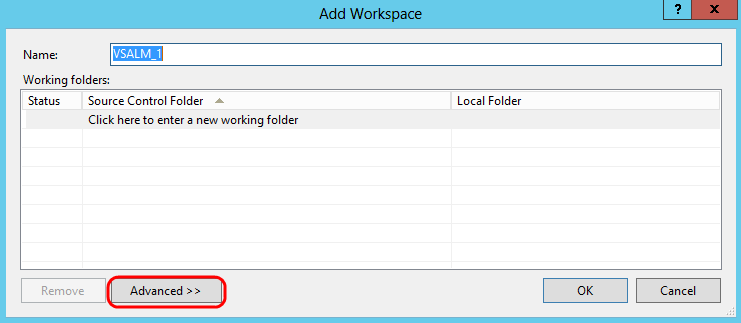 Add Workspace
? x
Name: VSALM_1
Working folders:
Status Source Control Folder Local Folder
Click here to enter a new working folder
Remove Advanced >> OK Cancel